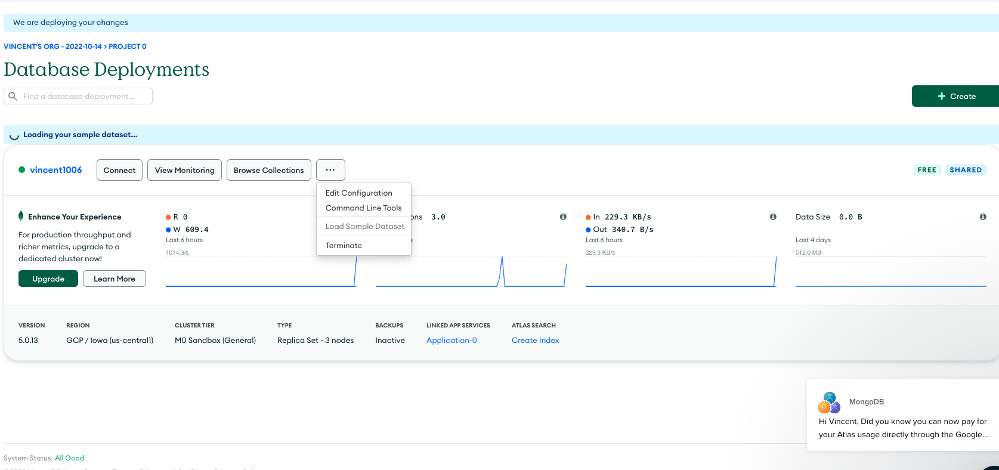 We are deploying your changes
VINCENT'S ORG - 2022-10-14 > PROJECT 0
Database Deployments
Find a database deployment...
+ Create
Loading your sample dataset...
vincent1006
Connect
View Monitoring
Browse Collections
...
FREE
SHARED
Edit Configuration
Command Line Tools
Load Sample Dataset
Terminate
Enhance Your Experience
For production throughput and
richer metrics, upgrade to a
dedicated cluster now!
Upgrade
Learn More
R 0
W 609.4
Last 6 hours
1014.3/s
ons 3.0
s
In 229.3 KB/s
Out 340.7 B/s
Last 6 hours
229.3 KB/s
Data Size 0.0 B
Last 4 days
512.0 MB
VERSION
5.0.13
REGION
GCP / Iowa (us-central1)
CLUSTER TIER
M0 Sandbox (General)
TYPE
Replica Set - 3 nodes
BACKUPS
Inactive
LINKED APP SERVICES
Application-0
ATLAS SEARCH
Create Index
MongoDB
Hi Vincent, Did you know you can now pay for
your Atlas usage directly through the Google...
System Status: All Good